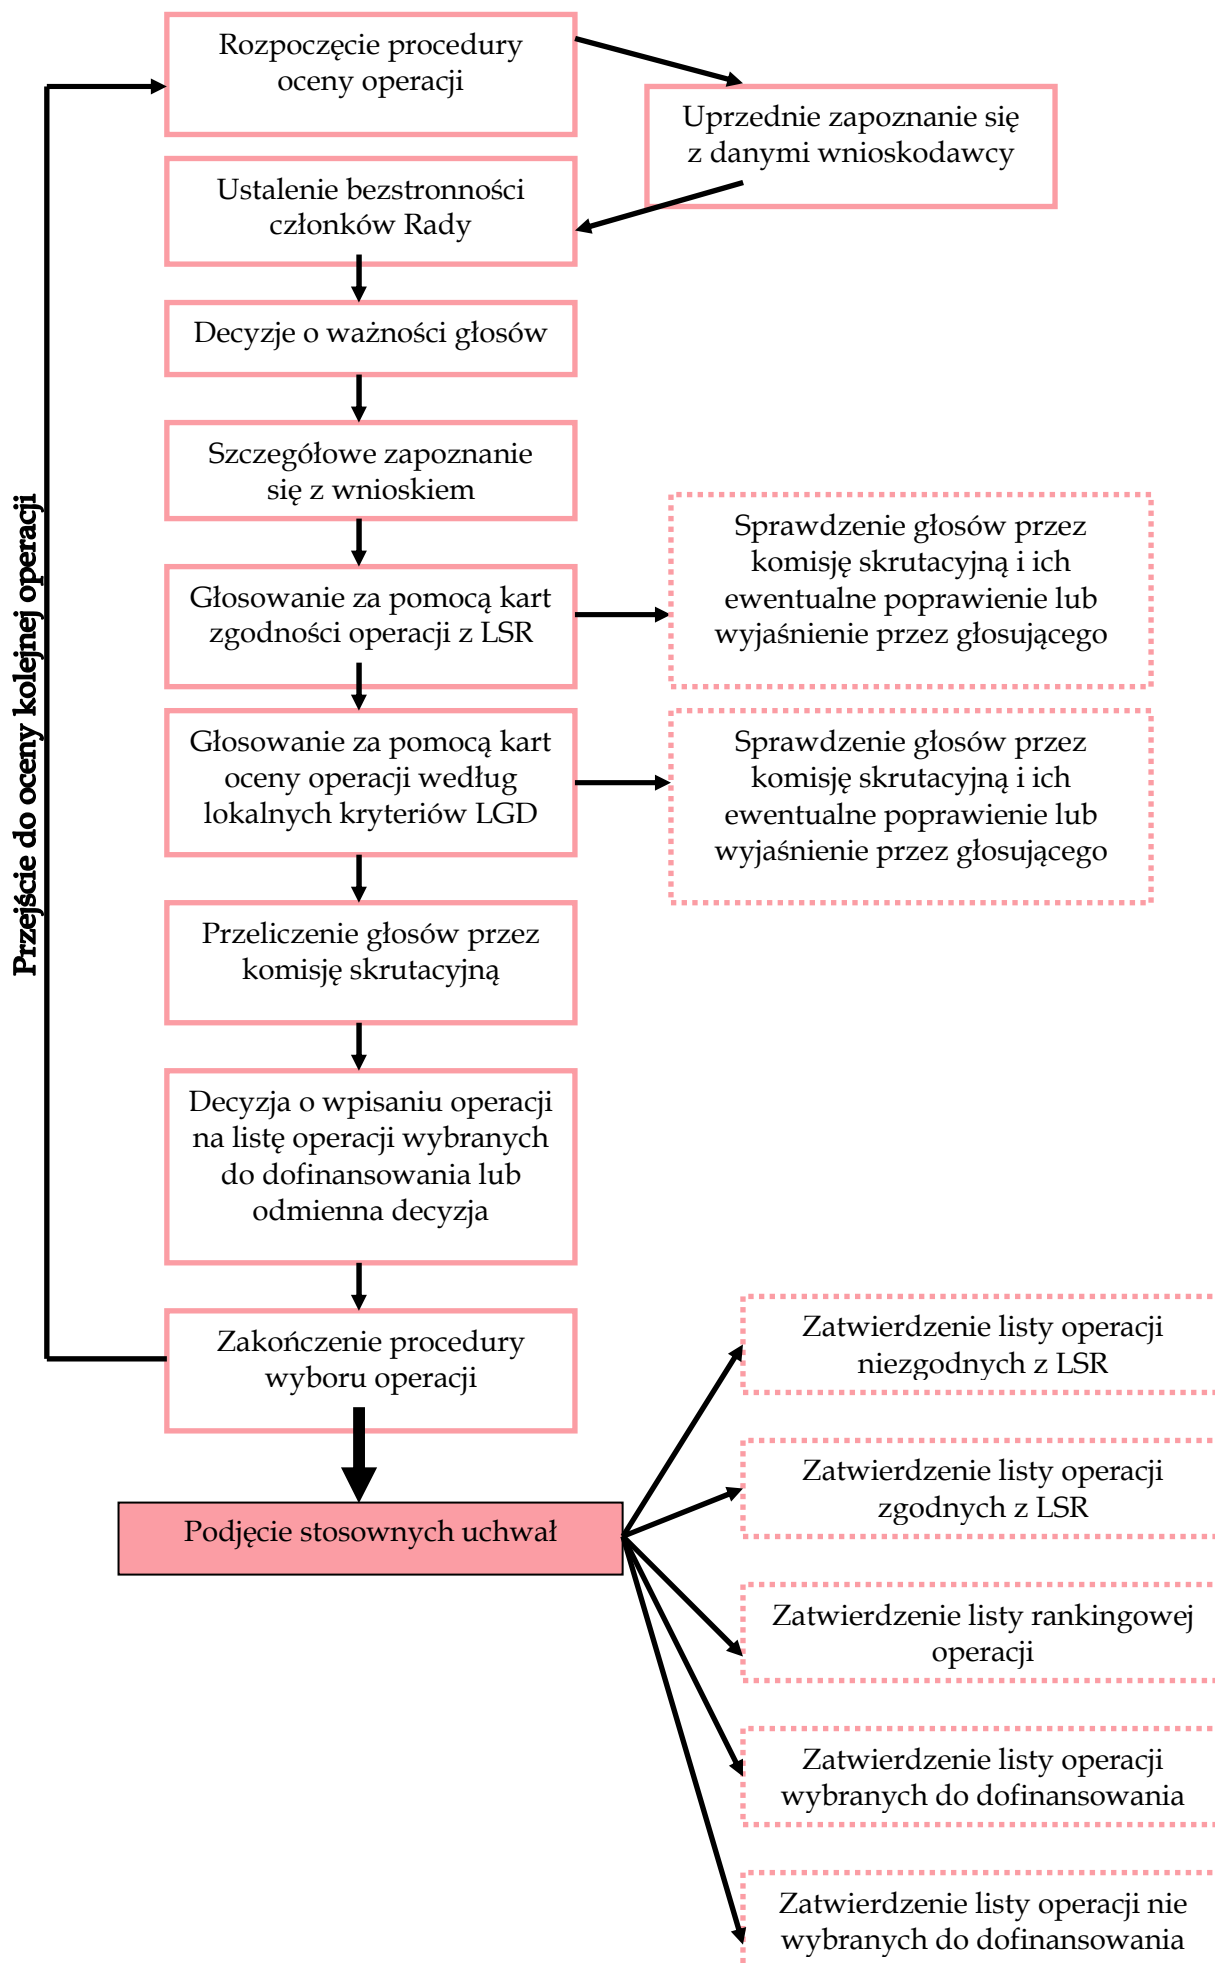 Rozpoczęcie procedury
oceny operacji
Uprzednie zapoznanie się
z danymi wnioskodawcy
Ustalenie bezstronności
członków Rady
Decyzje o ważności głosów
Szczegółowe zapoznanie
się z wnioskiem
Głosowanie za pomocą kart
zgodności operacji z LSR
Sprawdzenie głosów przez
komisję skrutacyjną i ich
ewentualne poprawienie lub
wyjaśnienie przez głosującego
Głosowanie za pomocą kart
oceny operacji według
lokalnych kryteriów LGD
Sprawdzenie głosów przez
komisję skrutacyjną i ich
ewentualne poprawienie lub
wyjaśnienie przez głosującego
Przeliczenie głosów przez
komisję skrutacyjną
Decyzja o wpisaniu operacji
na listę operacji wybranych
do dofinansowania lub
odmienna decyzja
Zakończenie procedury
wyboru operacji
Przejście do oceny kolejnej operacji
Podjęcie stosownych uchwał
Zatwierdzenie listy operacji
niezgodnych z LSR
Zatwierdzenie listy operacji
zgodnych z LSR
Zatwierdzenie listy rankingowej
operacji
Zatwierdzenie listy operacji
wybranych do dofinansowania
Zatwierdzenie listy operacji nie
wybranych do dofinansowania